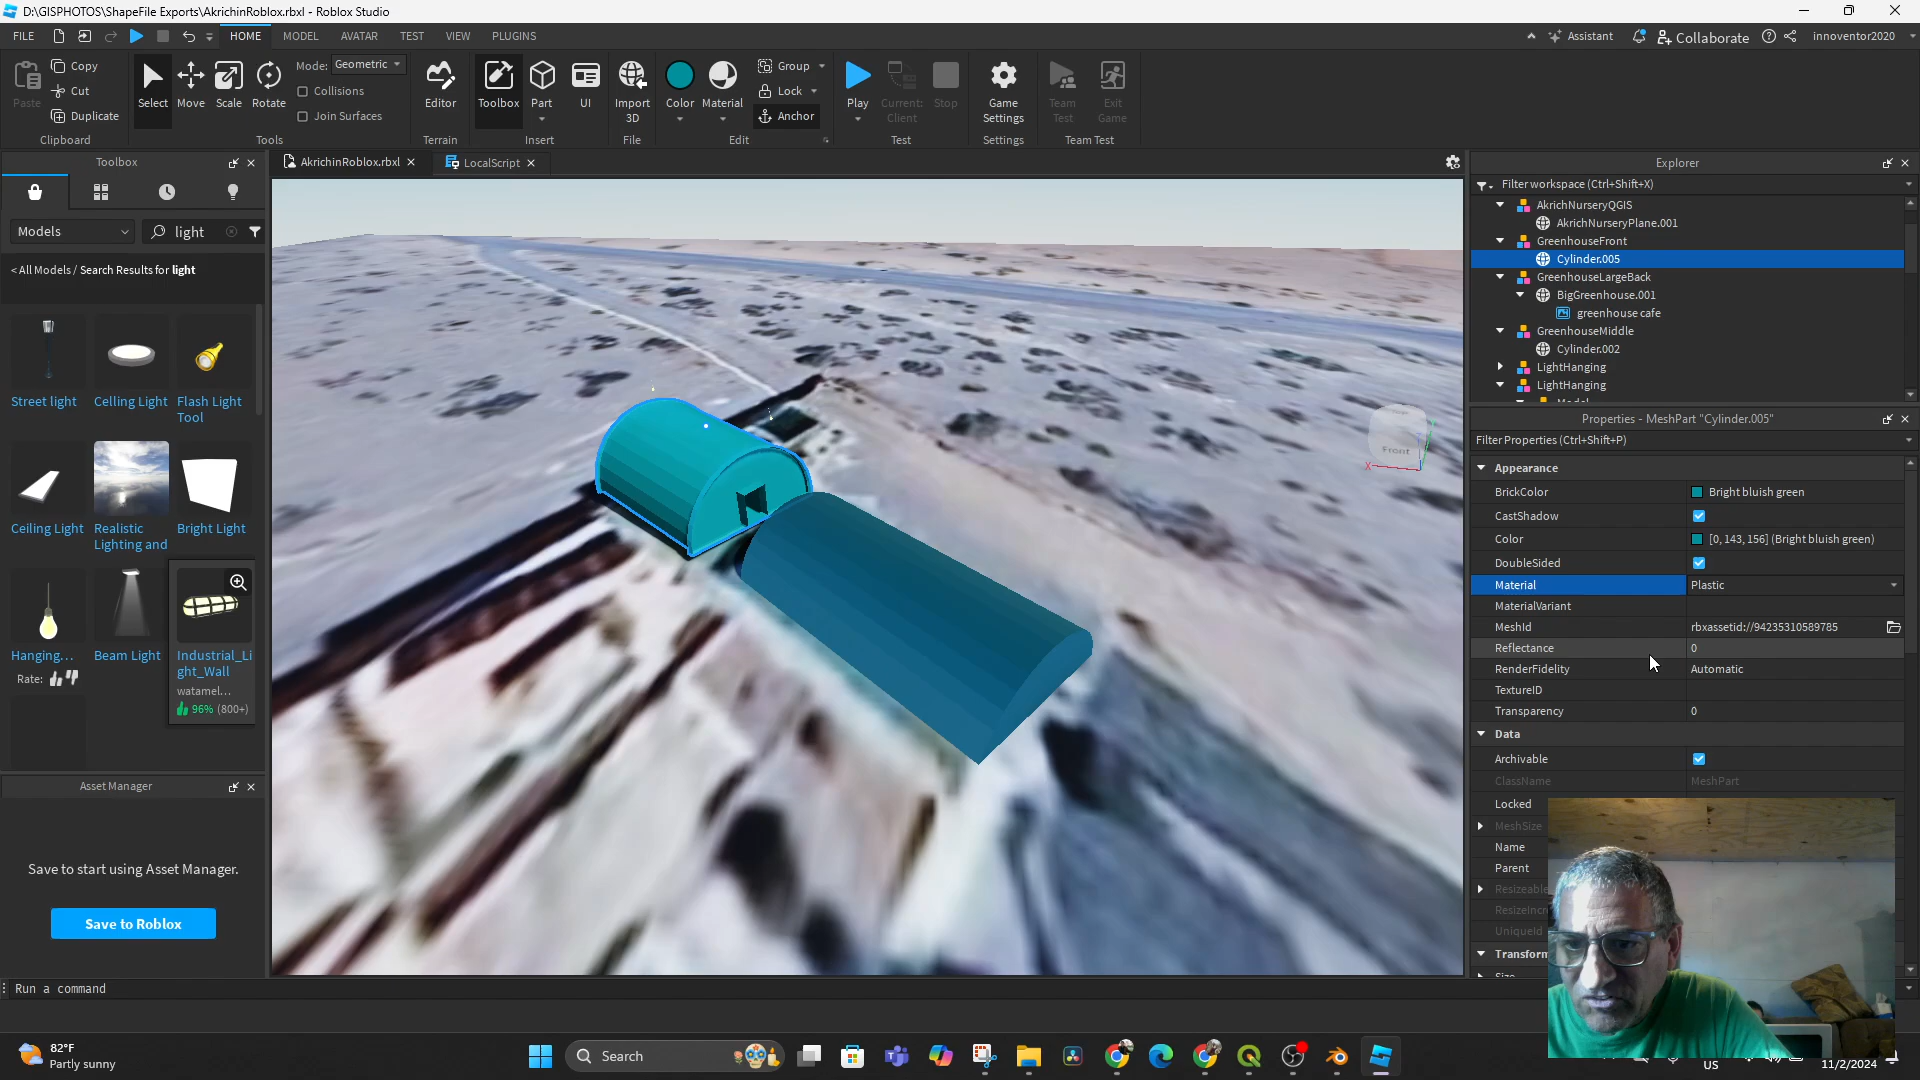 D:\GISPHOTOS\ShapeFile Exports\AkrichinRoblox.rbxl - Roblox Studio
FILE HOME MODEL AVATAR TEST VIEW PLUGINS Assistant Collaborate innoventor2020
Paste Copy Cut Duplicate Clipboard
Select Move Scale Rotate Mode: Geometric Collisions Join Surfaces Tools
Editor Terrain
Toolbox Part UI Insert
Import 3D File
Color Material Group Lock Anchor Edit
Play Current: Client Stop Test
Game Settings Settings
Team Test Exit Game Team Test
Toolbox
AkrichinRoblox.rbxl LocalScript
Models light
< All Models / Search Results for light
Street light Celling Light Flash Light Tool
Ceiling Light Realistic Lighting and Bright Light
Hanging... Beam Light Industrial_Light_Wall
Rate: watamel...
96% (800+)
Asset Manager
Save to start using Asset Manager.
Save to Roblox
Front
X
Explorer
Filter workspace (Ctrl+Shift+X)
AkrichNurseryQGIS
AkrichNurseryPlane.001
GreenhouseFront
Cylinder.005
GreenhouseLargeBack
BigGreenhouse.001
greenhouse cafe
GreenhouseMiddle
Cylinder.002
LightHanging
LightHanging
Model
Properties - MeshPart "Cylinder.005"
Filter Properties (Ctrl+Shift+P)
Appearance
BrickColor Bright bluish green
CastShadow
Color [0, 143, 156] (Bright bluish green)
DoubleSided
Material Plastic
MaterialVariant
MeshId rbxassetid://94235310589785
Reflectance 0
RenderFidelity Automatic
TextureID
Transparency 0
Data
Archivable
ClassName MeshPart
Locked
MeshSize
Name
Parent
Resizeable
ResizeIncr
UniqueId
Transform
Size
Run a command
82°F
Partly sunny
Search
US
11/2/2024